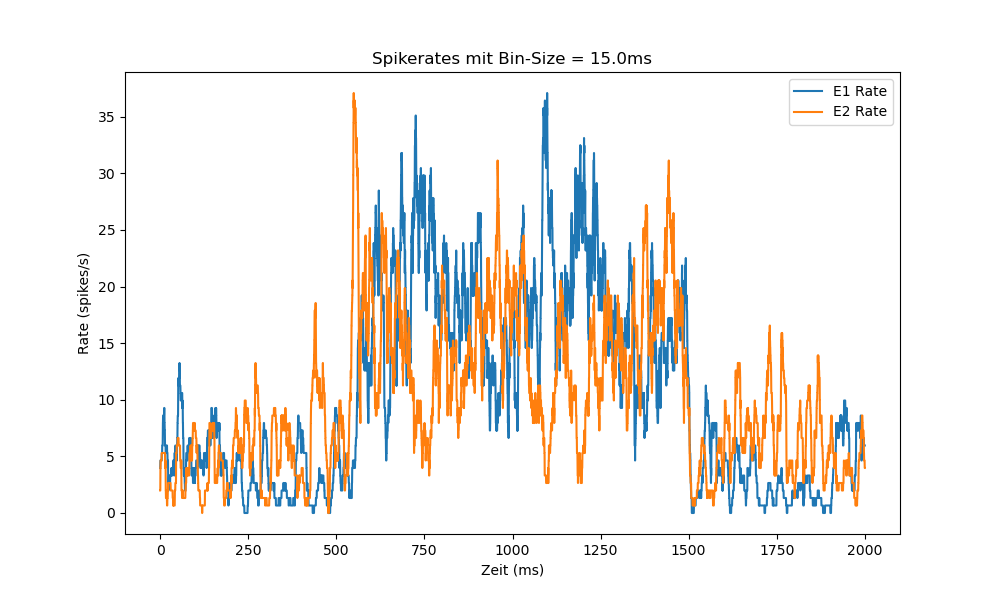 Spikerates mit Bin-Size = 15.0ms
E1 Rate
E2 Rate
35
30
25
20
15
10
5
0
Rate (spikes/s)
0 250 500 750 1000 1250 1500 1750 2000
Zeit (ms)